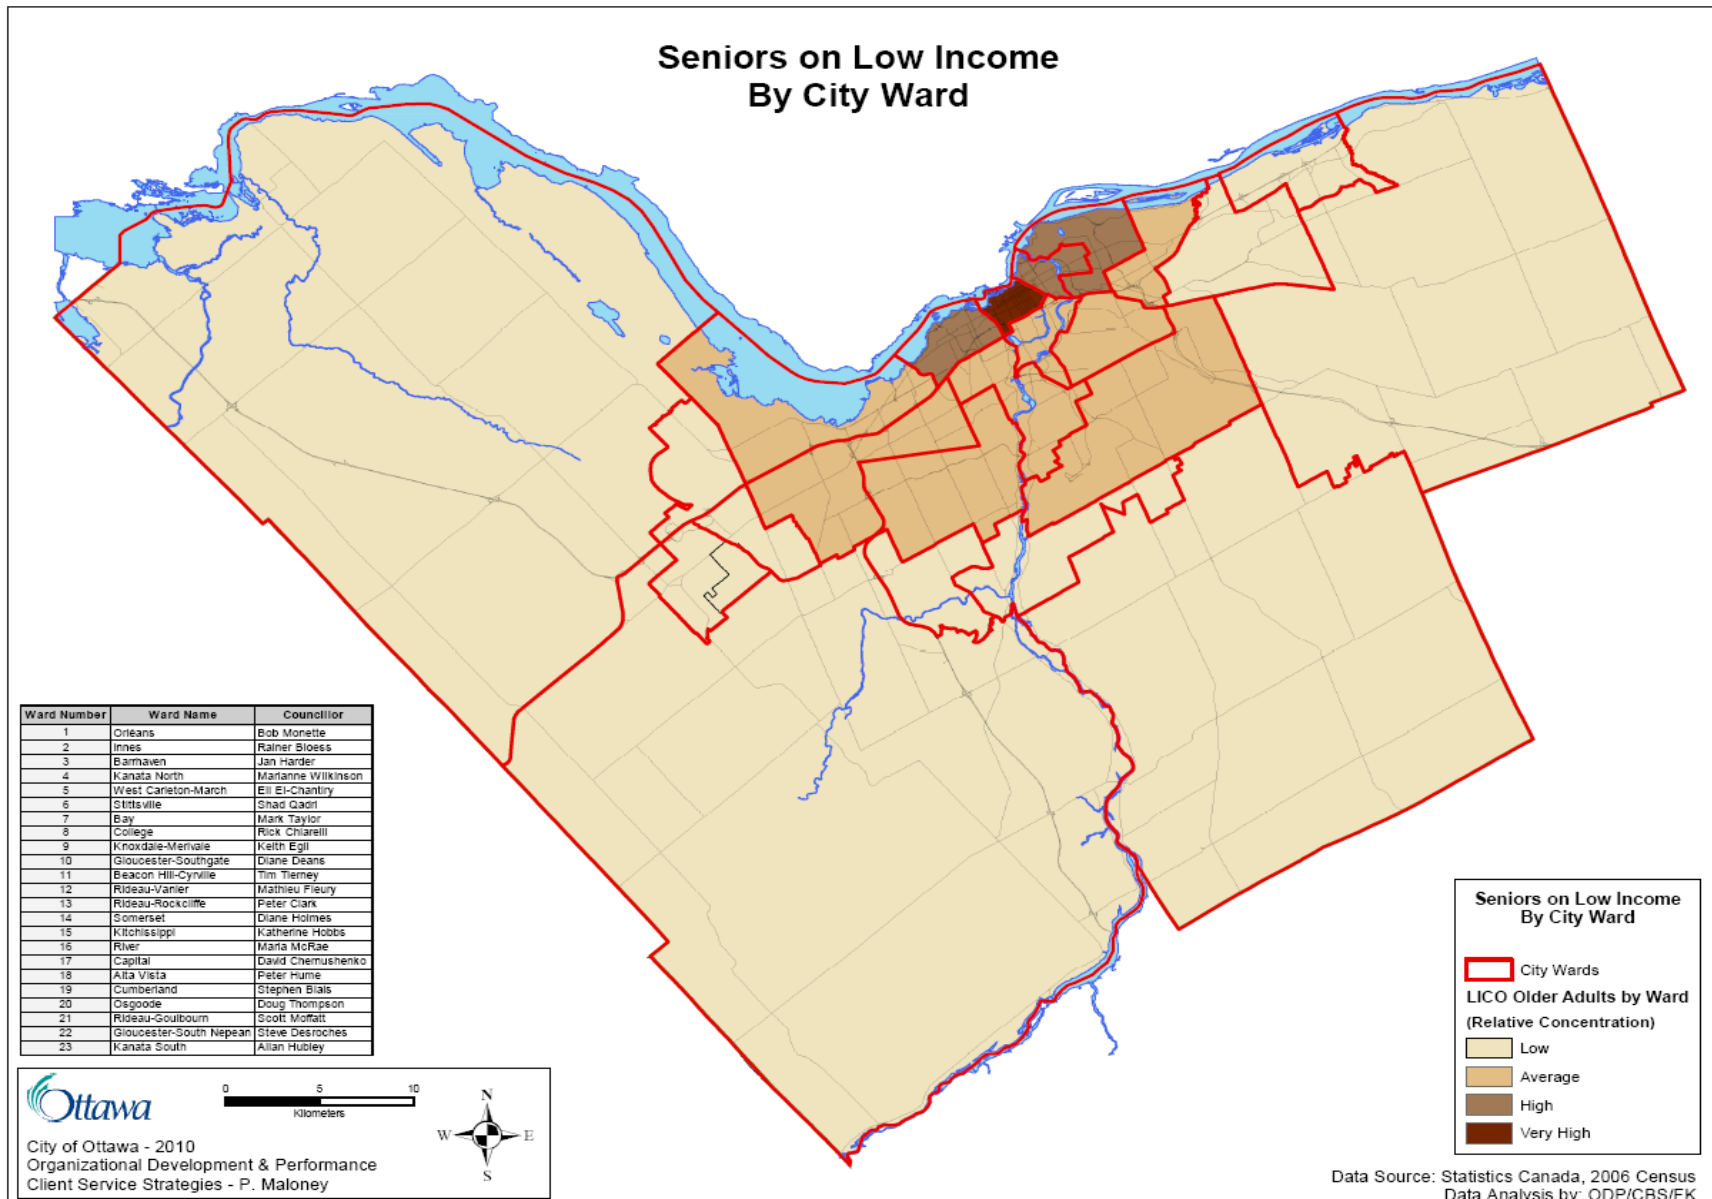 Seniors on Low Income
By City Ward
Ward Number Ward Name Councillor
1 Orléans Bob Monette
2 Innes Rainer Bloess
3 Barrhaven Jan Harder
4 Kanata North Marianne Wilkinson
5 West Carleton-March Eli El-Chantiry
6 Stittsville Shad Qadri
7 Bay Mark Taylor
8 College Rick Chiarelli
9 Knoxdale-Merivale Keith Egli
10 Gloucester-Southgate Diane Deans
11 Beacon Hill-Cyrville Tim Tierney
12 Rideau-Vanier Mathieu Fleury
13 Rideau-Rockcliffe Peter Clark
14 Somerset Diane Holmes
15 Kitchissippi Katherine Hobbs
16 River Maria McRae
17 Capital David Chernushenko
18 Alta Vista Peter Hume
19 Cumberland Stephen Blais
20 Osgoode Doug Thompson
21 Rideau-Goulbourn Scott Moffatt
22 Gloucester-South Nepean Steve Desroches
23 Kanata South Allan Hubley
Ottawa
0 5 10
Kilometers
N
W E
S
City of Ottawa - 2010
Organizational Development & Performance
Client Service Strategies - P. Maloney
Seniors on Low Income
By City Ward
City Wards
LICO Older Adults by Ward
(Relative Concentration)
Low
Average
High
Very High
Data Source: Statistics Canada, 2006 Census
Data Analysis by: ODP/CBS/FK